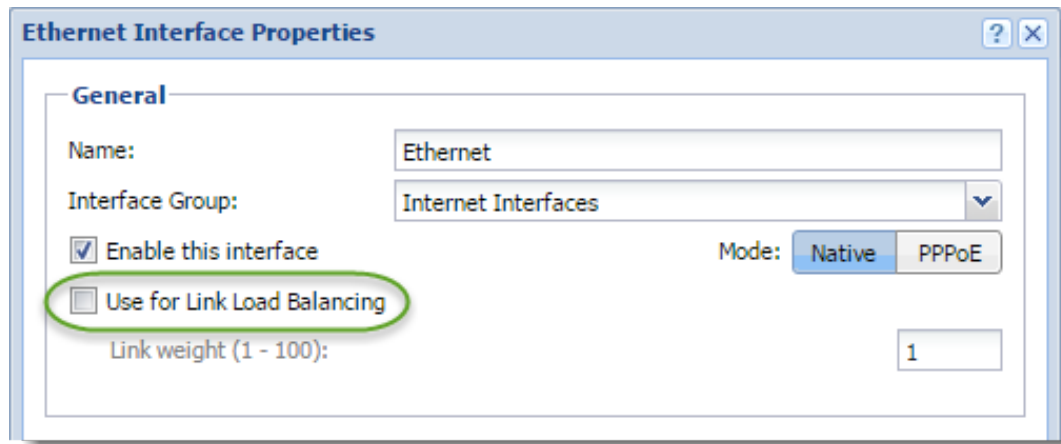 Ethernet Interface Properties
?
General
Name: Ethernet
Interface Group: Internet Interfaces
Enable this interface Mode: Native PPPoE
Use for Link Load Balancing
Link weight (1 - 100): 1